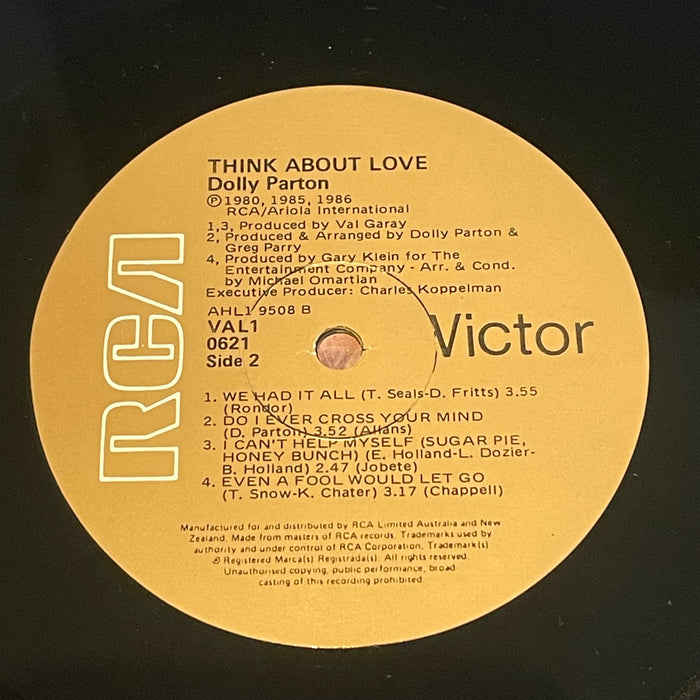 THINK ABOUT LOVE
Dolly Parton
℗1980, 1985, 1986
RCA/Ariola International
1,3, Produced by Val Garay
2, Produced & Arranged by Dolly Parton &
Greg Parry
4, Produced by Gary Klein for The
Entertainment Company - Arr. & Cond.
by Michael Omartian
Executive Producer: Charles Koppelman
AHL1 9508 B
VAL1
0621
Side 2
RCA
Victor
1. WE HAD IT ALL (T. Seals-D. Fritts) 3.55
(Rondor)
2. DO I EVER CROSS YOUR MIND
(D. Parton) 3.52 (Allans)
3. I CAN'T HELP MYSELF (SUGAR PIE,
HONEY BUNCH) (E. Holland-L. Dozier-
B. Holland) 2.47 (Jobete)
4. EVEN A FOOL WOULD LET GO
(T. Snow-K. Chater) 3.17 (Chappell)
Manufactured for and distributed by RCA Limited Australia and New
Zealand. Made from masters of RCA records. Trademarks used by
authority and under control of RCA Corporation. Trademark(s)
® Registered Marca(s) Registrada(s). All rights reserved.
Unauthorised copying, public performance, broad-
casting of this recording prohibited.